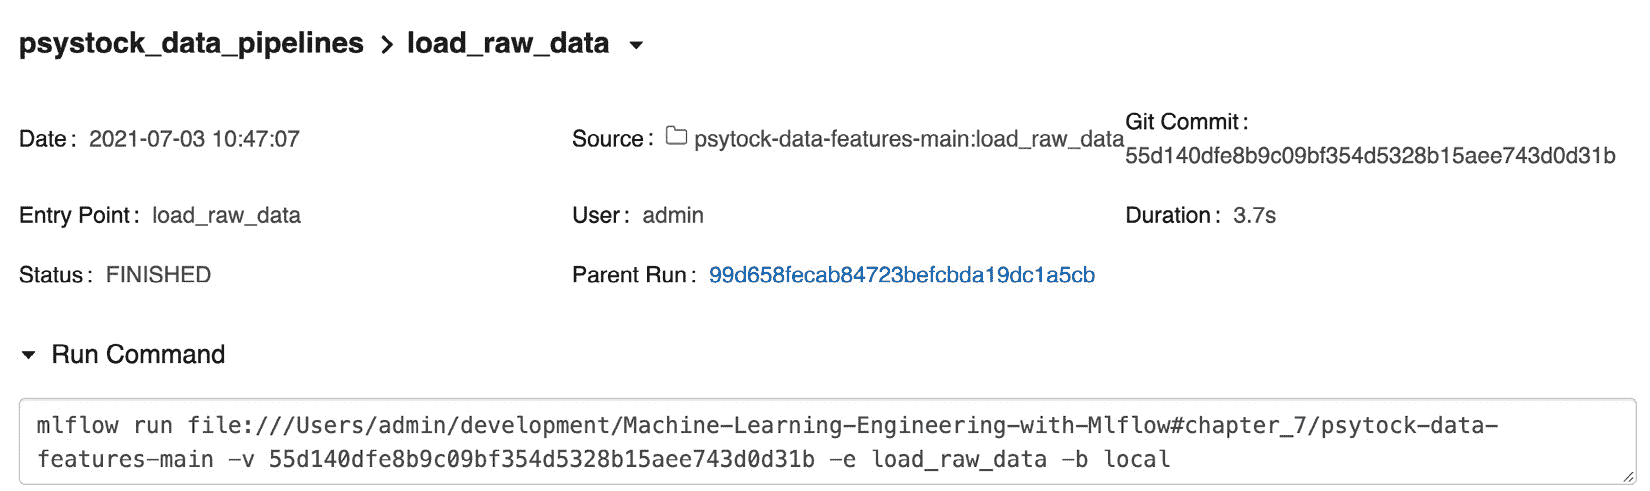 psystock_data_pipelines > load_raw_data
Date: 2021-07-03 10:47:07
Source: psytock-data-features-main:load_raw_data
Git Commit:
55d140dfe8b9c09bf354d5328b15aee743d0d31b
Entry Point: load_raw_data
User: admin
Duration: 3.7s
Status: FINISHED
Parent Run: 99d658fecab84723befcbda19dc1a5cb
Run Command
mlflow run file:///Users/admin/development/Machine-Learning-Engineering-with-Mlflow#chapter_7/psytock-data-
features-main -v 55d140dfe8b9c09bf354d5328b15aee743d0d31b -e load_raw_data -b local